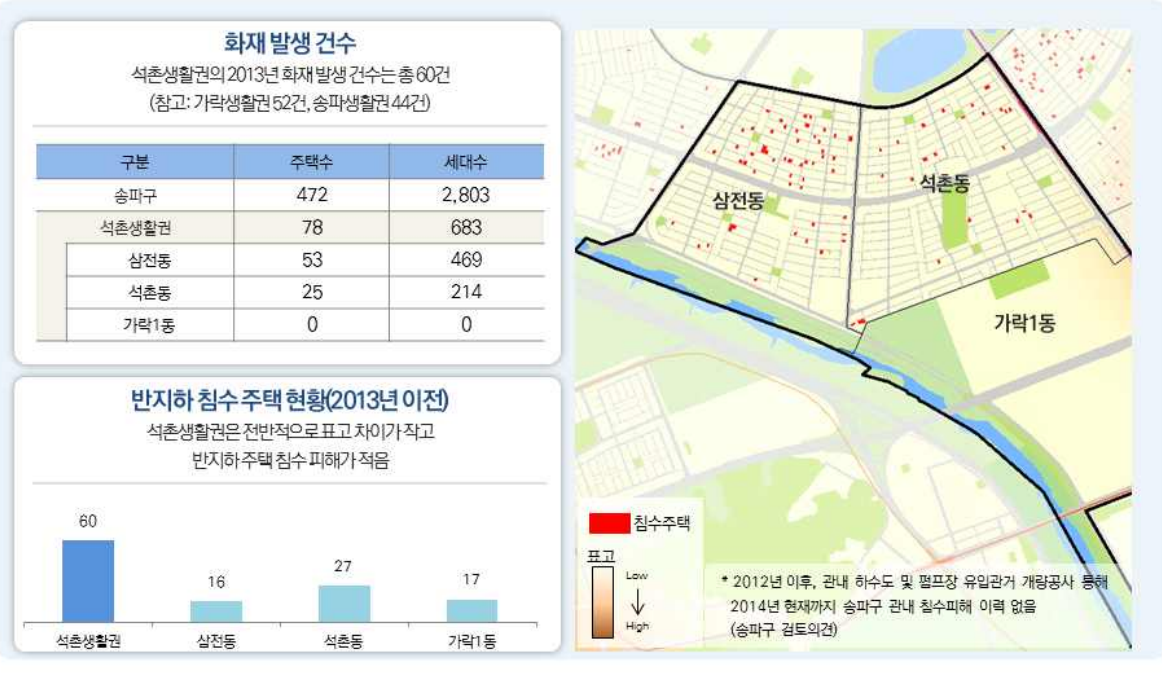 화재 발생 건수
석촌생활권의 2013년 화재 발생 건수는 총 60건
(참고: 가락생활권 52건, 송파생활권 44건)
구분 주택수 세대수
송파구 472 2,803
석촌생활권 78 683
삼전동 53 469
석촌동 25 214
가락1동 0 0
반지하 침수 주택 현황(2013년 이전)
석촌생활권은 전반적으로 표고 차이가 작고
반지하 주택 침수 피해가 적음
60 16 27 17
석촌생활권 삼전동 석촌동 가락1동
삼전동
석촌동
가락1동
침수주택
표고
Low
High
* 2012년 이후, 관내 하수도 및 펌프장 유입관거 개량공사 통해
2014년 현재까지 송파구 관내 침수피해 이력 없음
(송파구 검토의견)